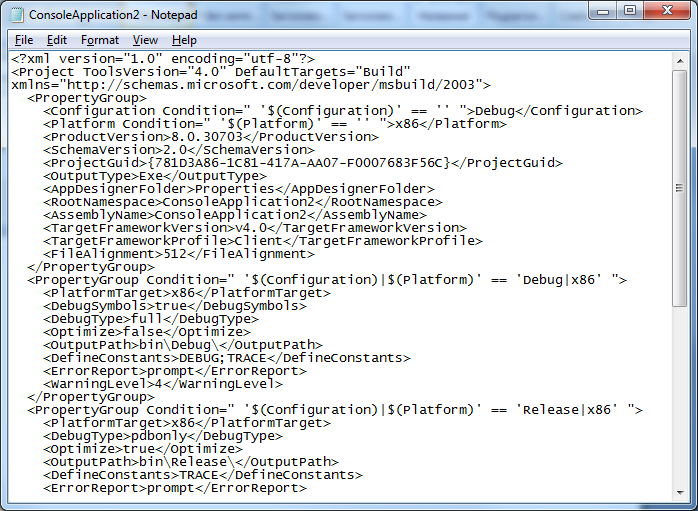 ConsoleApplication2 - Notepad
File Edit Format View Help
<?xml version="1.0" encoding="utf-8"?>
<Project ToolsVersion="4.0" DefaultTargets="Build"
xmlns="http://schemas.microsoft.com/developer/msbuild/2003">
  <PropertyGroup>
    <Configuration Condition=" '$(Configuration)' == '' ">Debug</Configuration>
    <Platform Condition=" '$(Platform)' == '' ">x86</Platform>
    <ProductVersion>8.0.30703</ProductVersion>
    <SchemaVersion>2.0</SchemaVersion>
    <ProjectGuid>{781D3A86-1C81-417A-AA07-F0007683F56C}</ProjectGuid>
    <OutputType>Exe</OutputType>
    <AppDesignerFolder>Properties</AppDesignerFolder>
    <RootNamespace>ConsoleApplication2</RootNamespace>
    <AssemblyName>ConsoleApplication2</AssemblyName>
    <TargetFrameworkVersion>v4.0</TargetFrameworkVersion>
    <TargetFrameworkProfile>Client</TargetFrameworkProfile>
    <FileAlignment>512</FileAlignment>
  </PropertyGroup>
  <PropertyGroup Condition=" '$(Configuration)|$(Platform)' == 'Debug|x86' ">
    <PlatformTarget>x86</PlatformTarget>
    <DebugSymbols>true</DebugSymbols>
    <DebugType>full</DebugType>
    <Optimize>false</Optimize>
    <OutputPath>bin\Debug\</OutputPath>
    <DefineConstants>DEBUG;TRACE</DefineConstants>
    <ErrorReport>prompt</ErrorReport>
    <WarningLevel>4</WarningLevel>
  </PropertyGroup>
  <PropertyGroup Condition=" '$(Configuration)|$(Platform)' == 'Release|x86' ">
    <PlatformTarget>x86</PlatformTarget>
    <DebugType>pdbonly</DebugType>
    <Optimize>true</Optimize>
    <OutputPath>bin\Release\</OutputPath>
    <DefineConstants>TRACE</DefineConstants>
    <ErrorReport>prompt</ErrorReport>